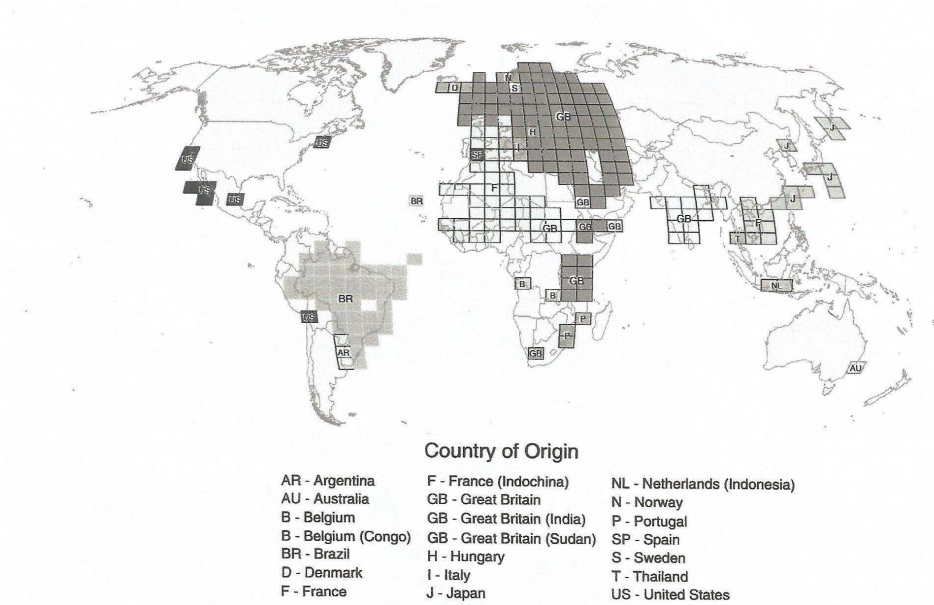 N
D
S
GB
J
H
US
I
J
SP
US
J
F
US
US
BR
GB
J
GB
F
GB
GB
GB
T
GB
B
NL
B
BR
US
P
P
AR
GB
AU
Country of Origin
AR - Argentina
AU - Australia
B - Belgium
B - Belgium (Congo)
BR - Brazil
D - Denmark
F - France
F - France (Indochina)
GB - Great Britain
GB - Great Britain (India)
GB - Great Britain (Sudan)
H - Hungary
I - Italy
J - Japan
NL - Netherlands (Indonesia)
N - Norway
P - Portugal
SP - Spain
S - Sweden
T - Thailand
US - United States